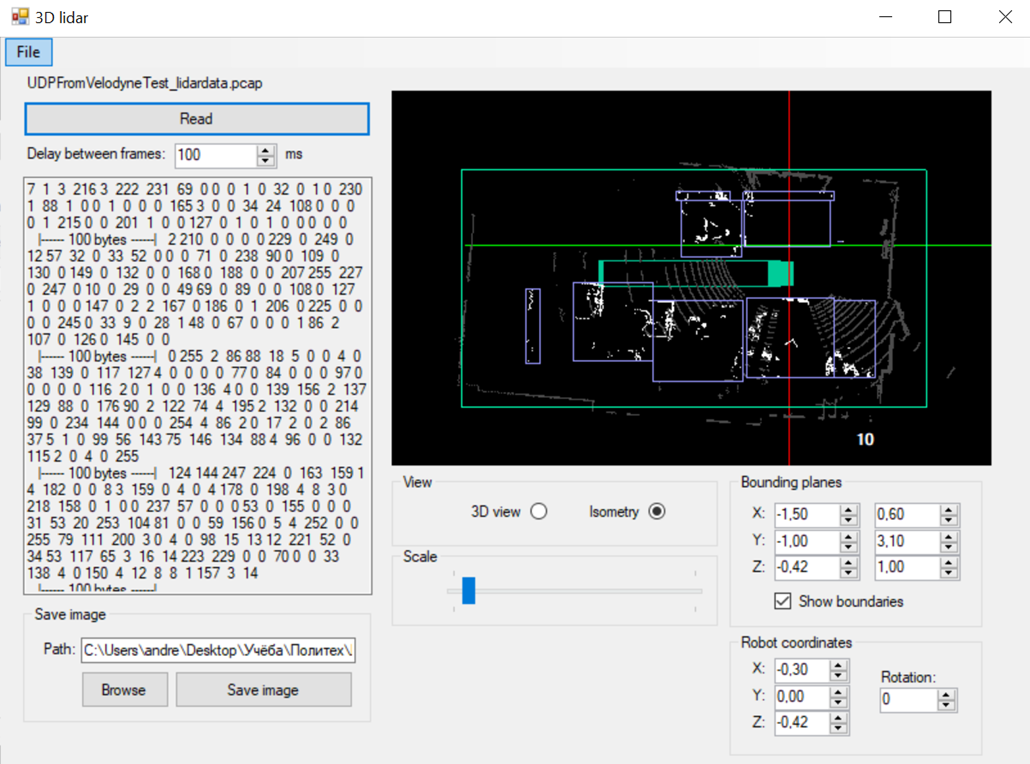 3D lidar
File
UDPFromVelodyneTest_lidardata.pcap
Read
Delay between frames: 100 ms
7 1 3 216 3 222 231 69 0 0 0 1 0 32 0 1 0 230
1 88 1 0 0 1 0 0 0 165 3 0 0 34 24 108 0 0 0
0 1 215 0 0 201 1 0 0 127 0 1 0 1 0 0 0 0 0
|------ 100 bytes ------| 2 210 0 0 0 0 229 0 249 0
12 57 32 0 33 52 0 0 0 71 0 238 90 0 109 0
130 0 149 0 132 0 0 168 0 188 0 0 207 255 227
0 247 0 10 0 29 0 0 49 69 0 89 0 0 108 0 127
1 0 0 0 147 0 2 2 167 0 186 0 1 206 0 225 0 0
0 0 245 0 33 9 0 28 1 48 0 67 0 0 0 1 86 2
107 0 126 0 145 0 0
|------ 100 bytes ------| 0 255 2 86 88 18 5 0 0 4 0
38 139 0 117 127 4 0 0 0 0 77 0 84 0 0 0 97 0
0 0 0 0 116 2 0 1 0 0 136 4 0 0 139 156 2 137
129 88 0 176 90 2 122 74 4 195 2 132 0 0 214
99 0 234 144 0 0 0 254 4 86 2 0 17 2 0 2 86
37 5 1 0 99 56 143 75 146 134 88 4 96 0 0 132
115 2 0 4 0 255
|------ 100 bytes ------| 124 144 247 224 0 163 159 1
4 182 0 0 8 3 159 0 4 0 4 178 0 198 4 8 3 0
218 158 0 1 0 0 237 57 0 0 0 53 0 155 0 0 0
31 53 20 253 104 81 0 0 59 156 0 5 4 252 0 0
255 79 111 200 3 0 4 0 98 15 13 12 221 52 0
34 53 117 65 3 16 14 223 229 0 0 70 0 0 33
138 4 0 150 4 12 8 8 1 157 3 14
|------ 100 bytes ------|
Save image
Path: C:\Users\andre\Desktop\Учёба\Политех\
Browse Save image
10
View
3D view Isometry
Scale
Bounding planes
X: -1,50 0,60
Y: -1,00 3,10
Z: -0,42 1,00
Show boundaries
Robot coordinates
X: -0,30
Y: 0,00
Z: -0,42
Rotation:
0